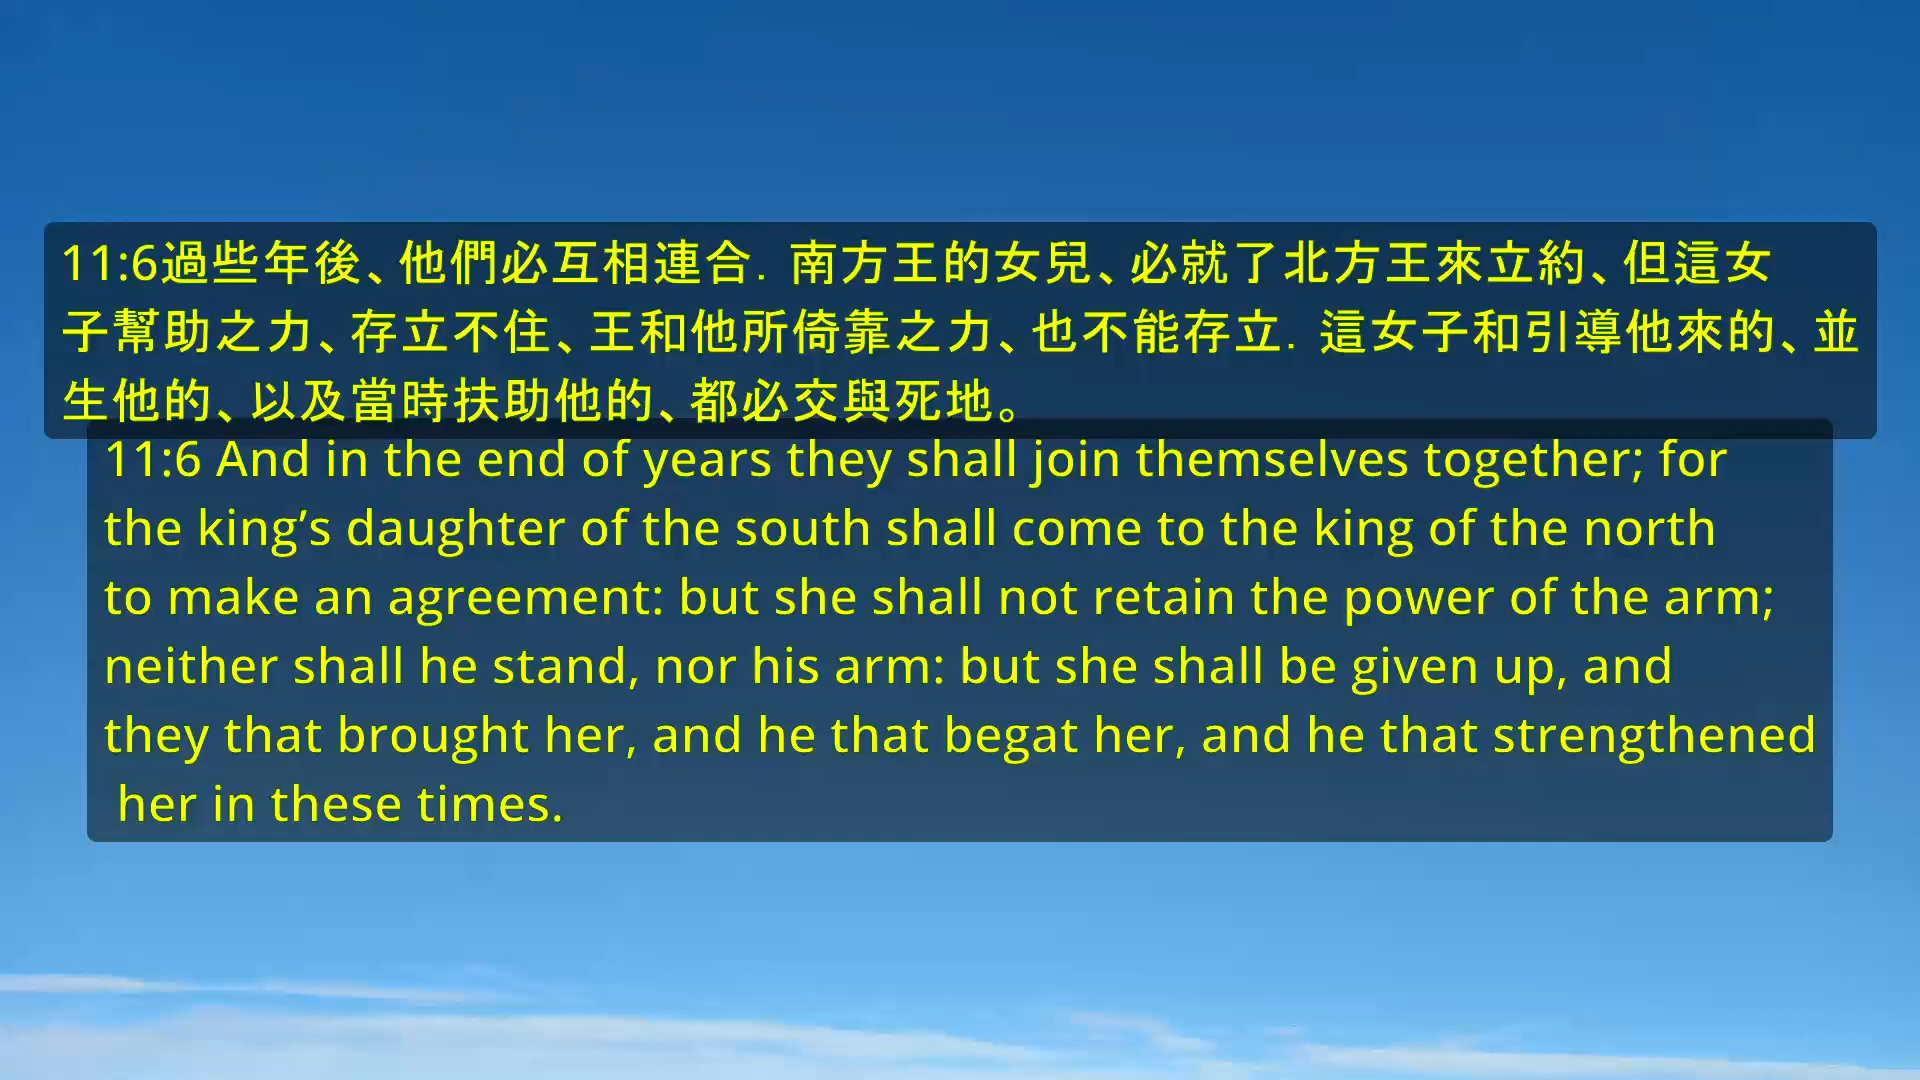 11:6過些年後、他們必互相連合．南方王的女兒、必就了北方王來立約、但這女
子幫助之力、存立不住、王和他所倚靠之力、也不能存立．這女子和引導他來的、並
生他的、以及當時扶助他的、都必交與死地。
11:6 And in the end of years they shall join themselves together; for
the king’s daughter of the south shall come to the king of the north
to make an agreement: but she shall not retain the power of the arm;
neither shall he stand, nor his arm: but she shall be given up, and
they that brought her, and he that begat her, and he that strengthened
her in these times.